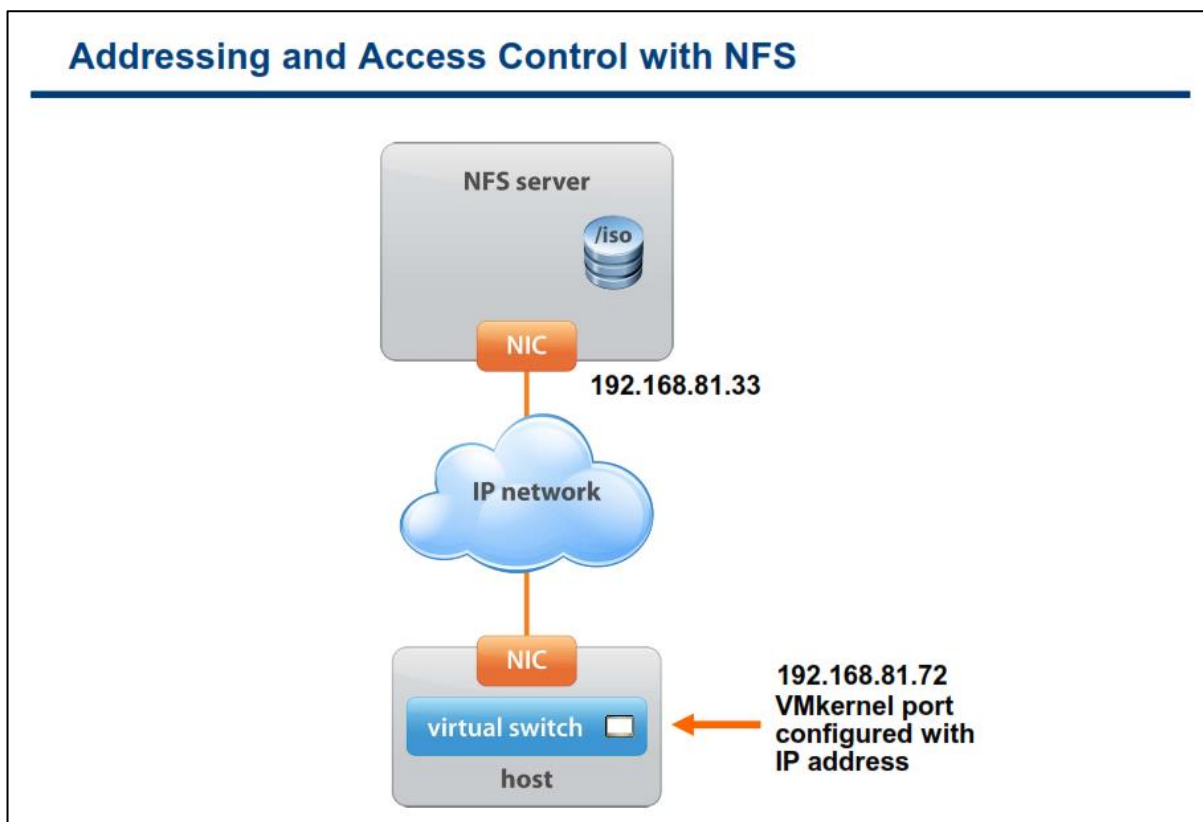 Addressing and Access Control with NFS
NFS server
/iso
NIC
192.168.81.33
IP network
NIC
192.168.81.72
VMkernel port
configured with
IP address
virtual switch
host